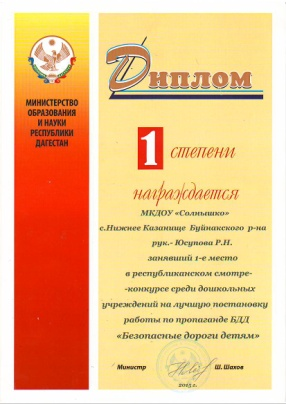 МИНИСТЕРСТВО
ОБРАЗОВАНИЯ
И НАУКИ
РЕСПУБЛИКИ
ДАГЕСТАН
Диплом
1 степени
награждается
МКДОУ «Солнышко»
с.Нижнее Казанище Буйнакского р-на
рук.- Юсупова Р.Н.
занявший 1-е место
в республиканском смотре-
-конкурсе среди дошкольных
учреждений на лучшую постановку
работы по пропаганде БДД
«Безопасные дороги детям»
Министр Ш. Шахов
2015 г.